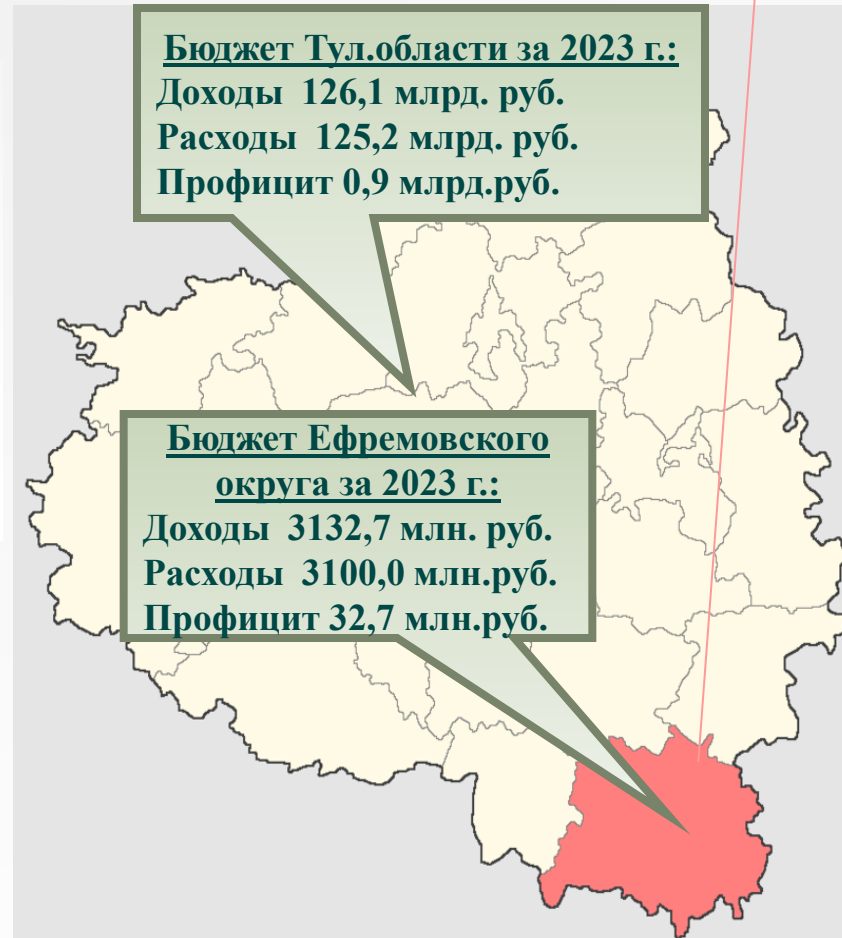 Бюджет Тул.области за 2023 г.:
Доходы 126,1 млрд. руб.
Расходы 125,2 млрд. руб.
Профицит 0,9 млрд.руб.
Бюджет Ефремовского
округа за 2023 г.:
Доходы 3132,7 млн. руб.
Расходы 3100,0 млн.руб.
Профицит 32,7 млн.руб.